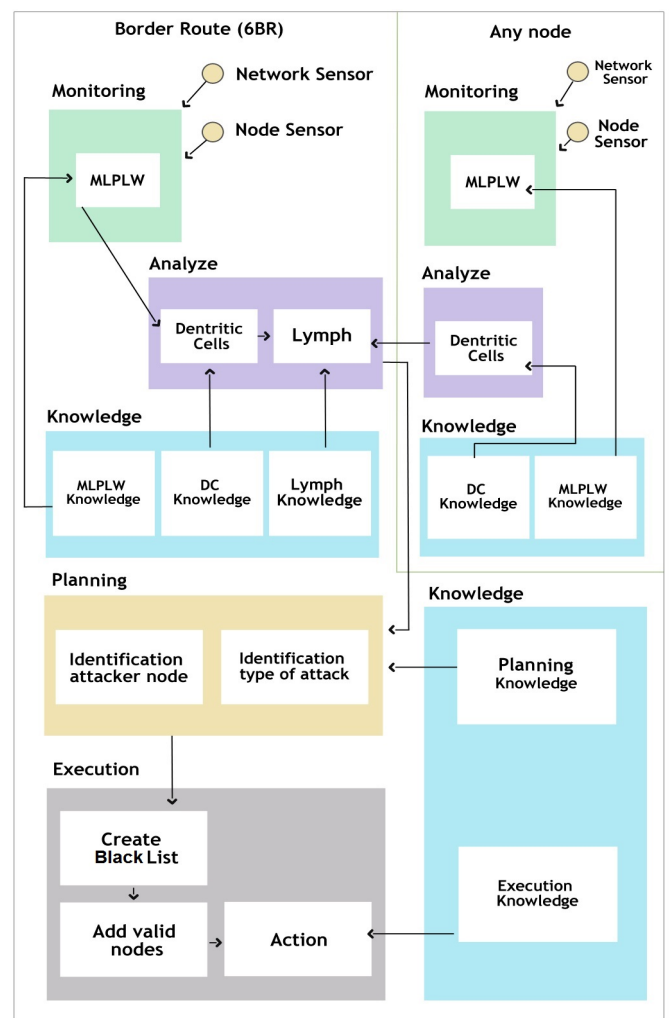 Border Route (6BR)
Network Sensor
Node Sensor
Monitoring
MLPLW
Analyze
Dentritic
Cells
Lymph
Knowledge
MLPLW
Knowledge
DC
Knowledge
Lymph
Knowledge
Any node
Network
Sensor
Node
Sensor
Monitoring
MLPLW
Analyze
Dentritic
Cells
Knowledge
DC
Knowledge
MLPLW
Knowledge
Planning
Identification
attacker node
Identification
type of attack
Knowledge
Planning
Knowledge
Execution
Knowledge
Execution
Create
Black List
Add valid
nodes
Action